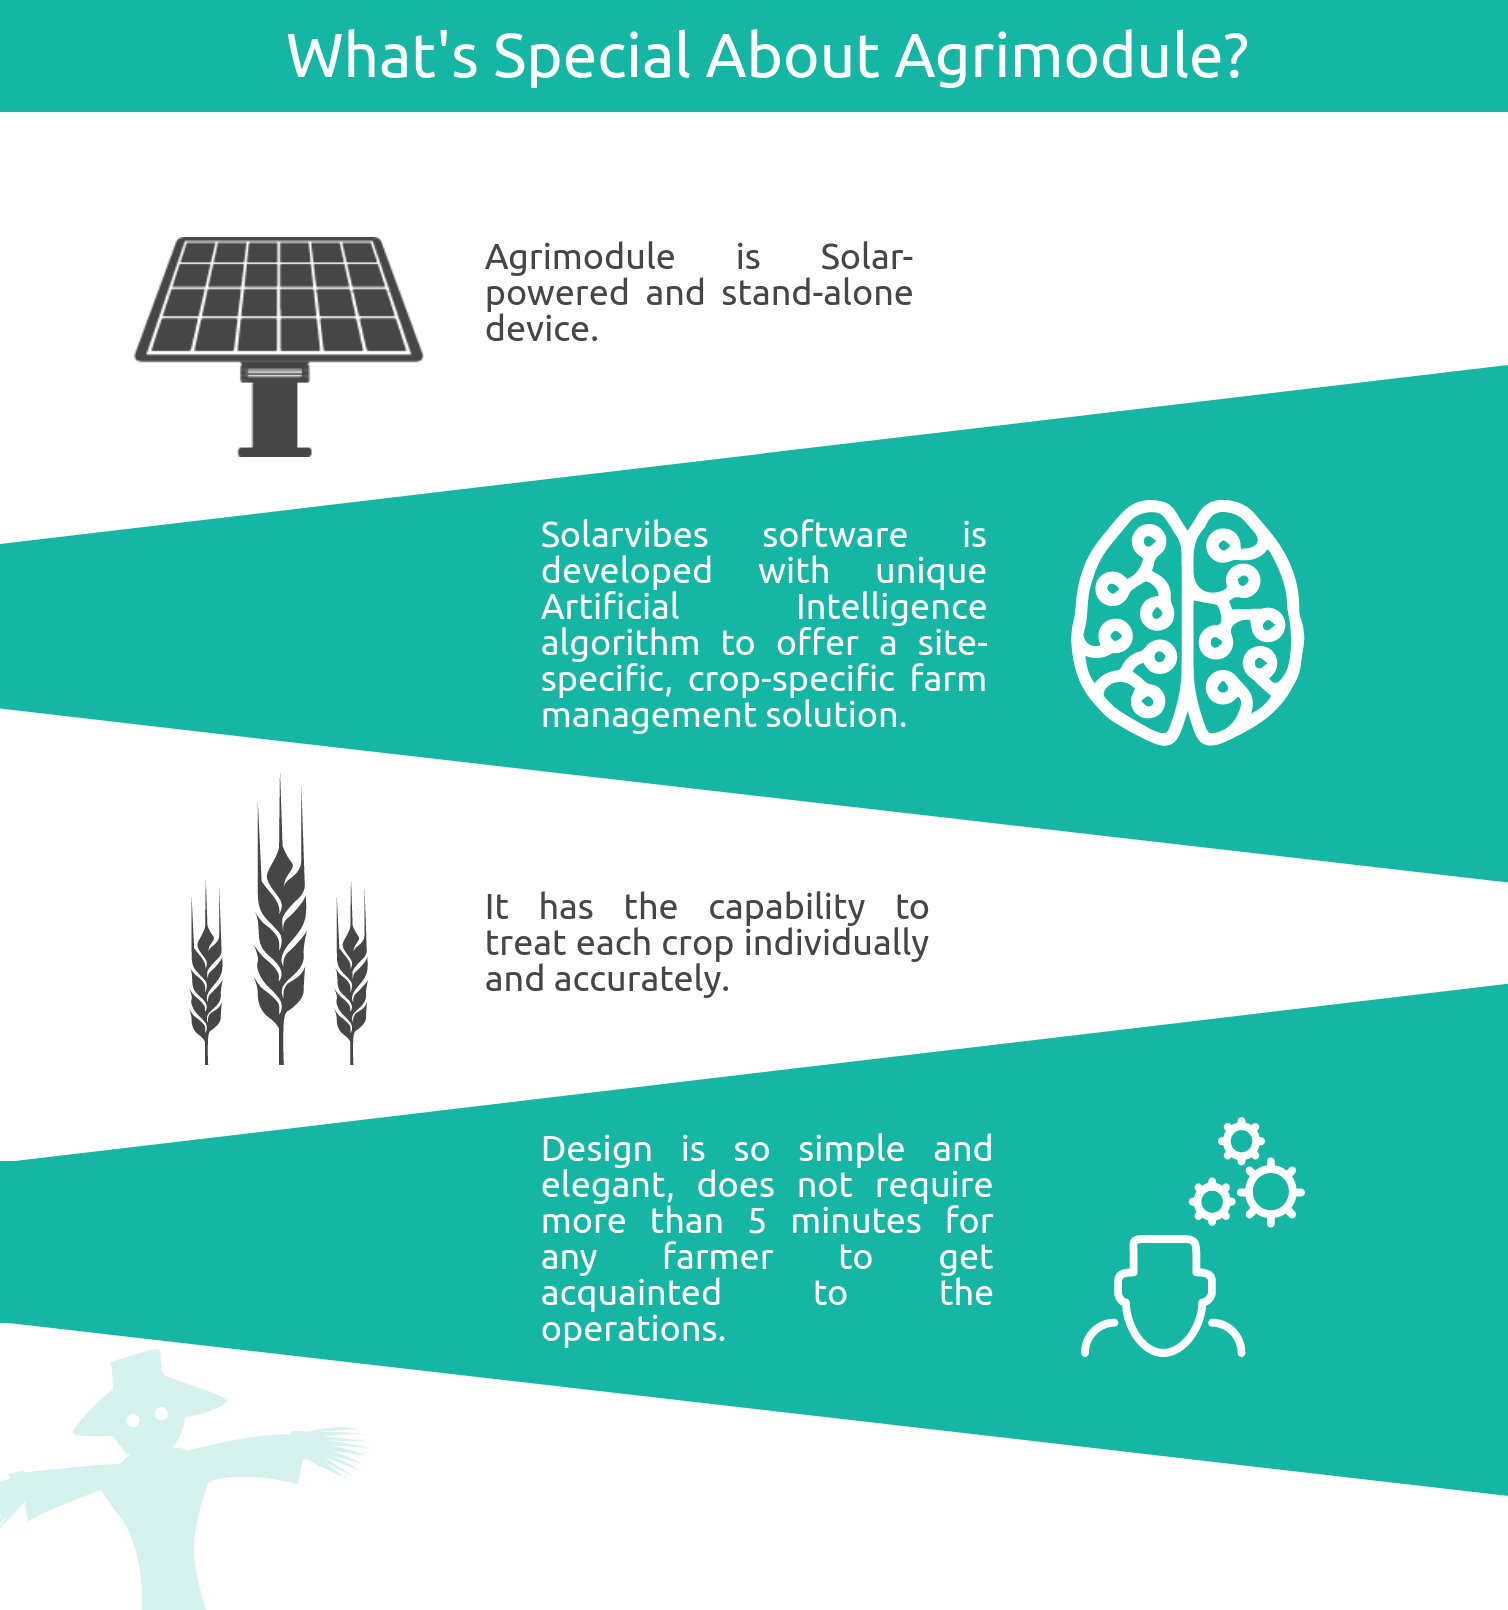 What's Special About Agrimodule?
Agrimodule is Solar-
powered and stand-alone
device.
Solarvibes software is
developed with unique
Artificial Intelligence
algorithm to offer a site-
specific, crop-specific farm
management solution.
It has the capability to
treat each crop individually
and accurately.
Design is so simple and
elegant, does not require
more than 5 minutes for
any farmer to get
acquainted to the
operations.